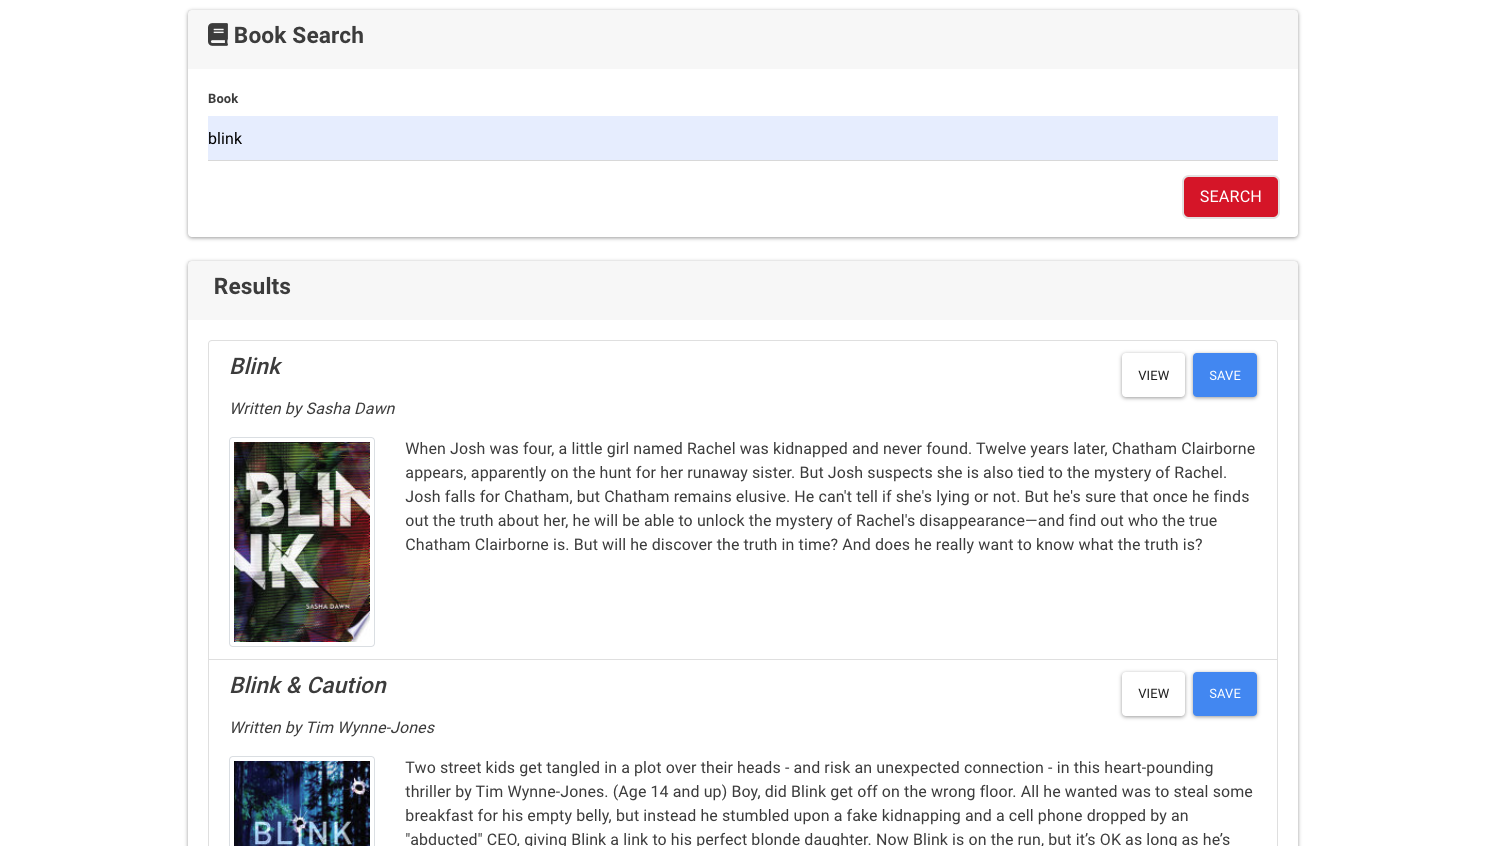 Book Search
Book
blink
SEARCH
Results
Blink
VIEW
SAVE
Written by Sasha Dawn
BLIN
NK
SASHA DAWN
When Josh was four, a little girl named Rachel was kidnapped and never found. Twelve years later, Chatham Clairborne
appears, apparently on the hunt for her runaway sister. But Josh suspects she is also tied to the mystery of Rachel.
Josh falls for Chatham, but Chatham remains elusive. He can't tell if she's lying or not. But he's sure that once he finds
out the truth about her, he will be able to unlock the mystery of Rachel's disappearance—and find out who the true
Chatham Clairborne is. But will he discover the truth in time? And does he really want to know what the truth is?
Blink & Caution
VIEW
SAVE
Written by Tim Wynne-Jones
BLINK
Two street kids get tangled in a plot over their heads - and risk an unexpected connection - in this heart-pounding
thriller by Tim Wynne-Jones. (Age 14 and up) Boy, did Blink get off on the wrong floor. All he wanted was to steal some
breakfast for his empty belly, but instead he stumbled upon a fake kidnapping and a cell phone dropped by an
"abducted" CEO, giving Blink a link to his perfect blonde daughter. Now Blink is on the run, but it’s OK as long as he’s